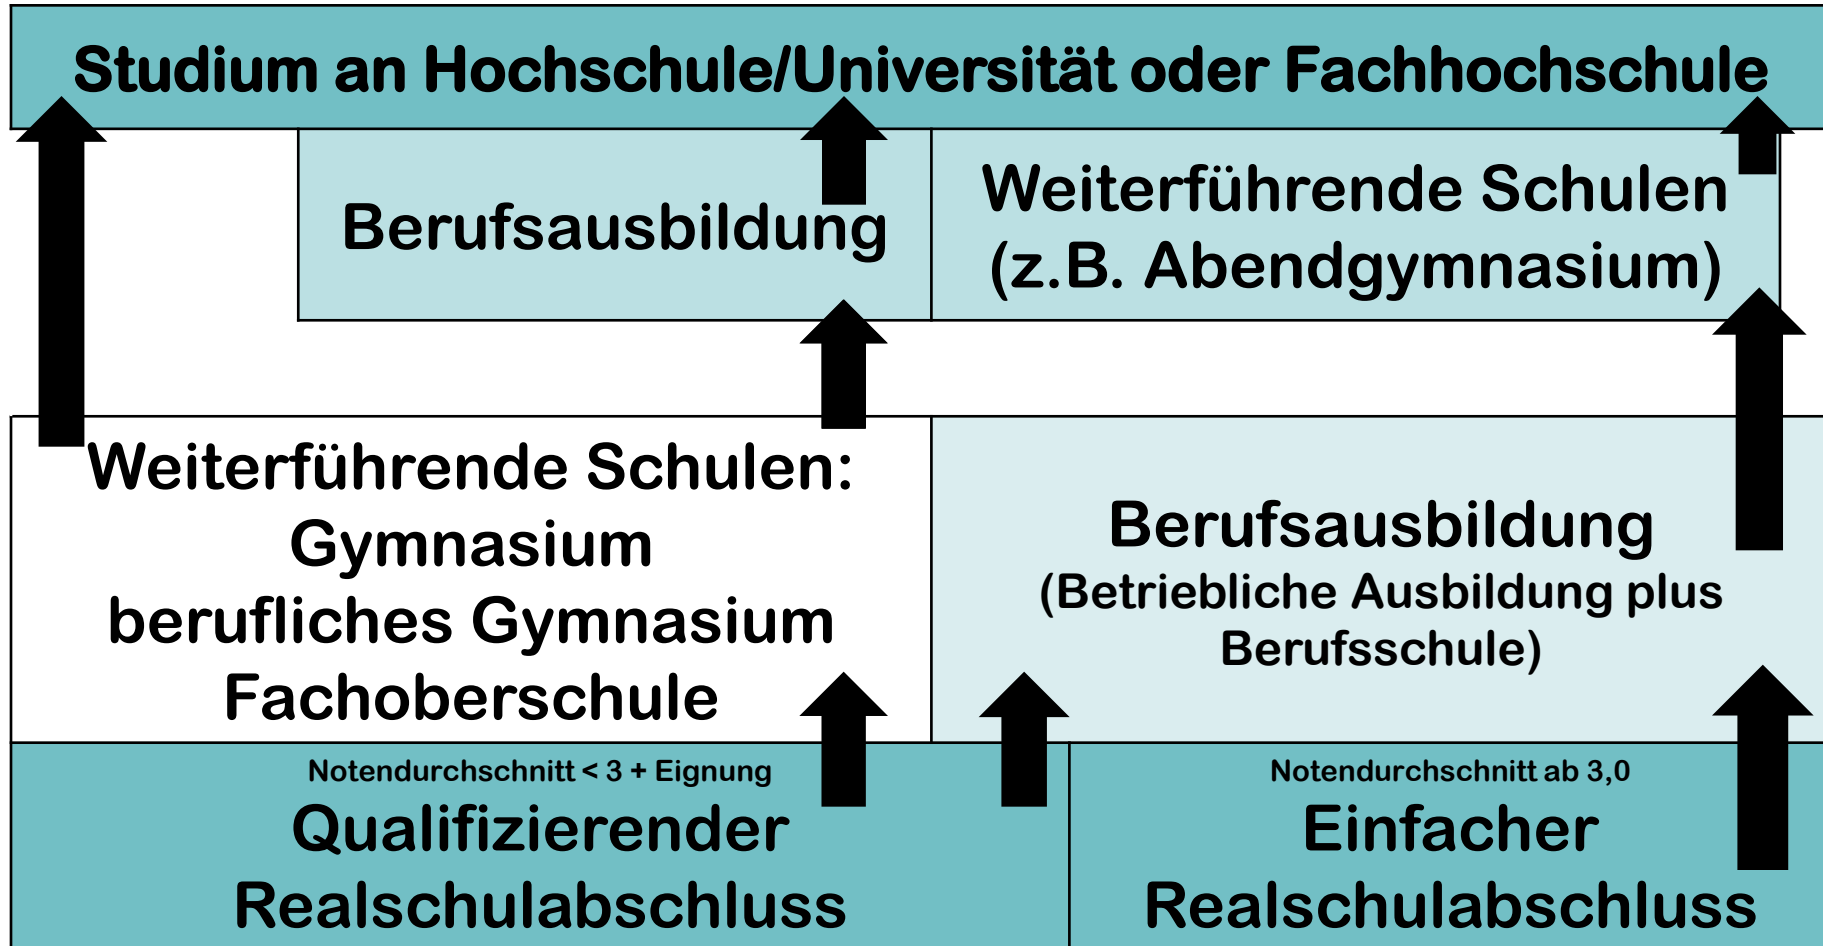 Studium an Hochschule/Universität oder Fachhochschule
Berufsausbildung
Weiterführende Schulen
(z.B. Abendgymnasium)
Weiterführende Schulen:
Gymnasium
berufliches Gymnasium
Fachoberschule
Berufsausbildung
(Betriebliche Ausbildung plus
Berufsschule)
Notendurchschnitt < 3 + Eignung
Qualifizierender
Realschulabschluss
Notendurchschnitt ab 3,0
Einfacher
Realschulabschluss